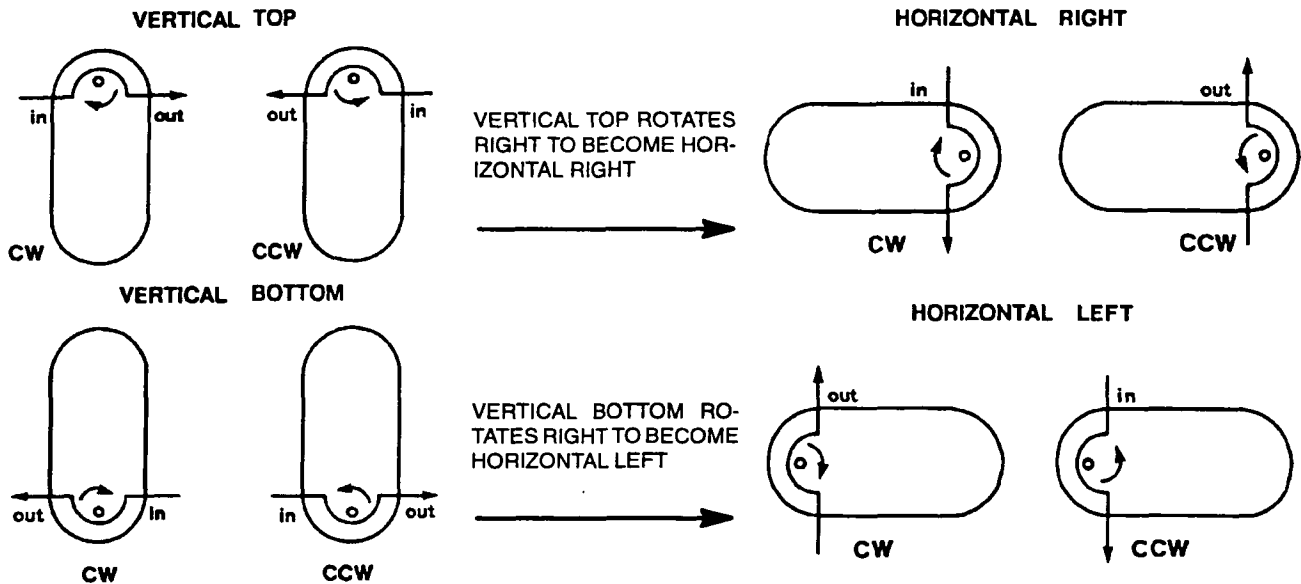 VERTICAL TOP
in
out
CW
out
in
CCW
VERTICAL TOP ROTATES
RIGHT TO BECOME HOR-
IZONTAL RIGHT
HORIZONTAL RIGHT
in
CW
out
CCW
VERTICAL BOTTOM
out
in
CW
in
out
CCW
VERTICAL BOTTOM RO-
TATES RIGHT TO BECOME
HORIZONTAL LEFT
HORIZONTAL LEFT
out
CW
in
CCW